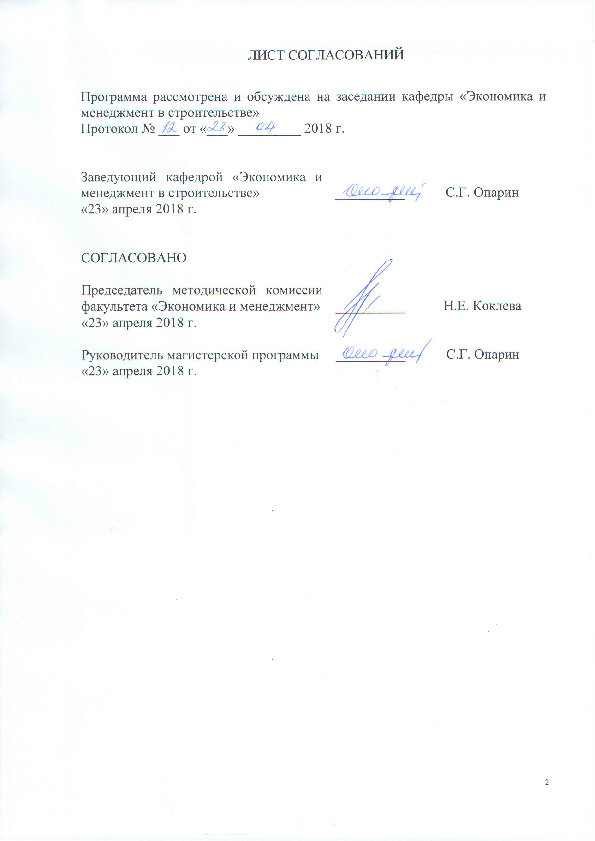 ЛИСТ СОГЛАСОВАНИЙ
Программа рассмотрена и обсуждена на заседании кафедры «Экономика и
менеджмент в строительстве»
Протокол № 12 от «23» 04 2018 г.
Заведующий кафедрой «Экономика и
менеджмент в строительстве» С.Г. Опарин
«23» апреля 2018 г.
СОГЛАСОВАНО
Председатель методической комиссии
факультета «Экономика и менеджмент» Н.Е. Коклева
«23» апреля 2018 г.
Руководитель магистерской программы С.Г. Опарин
«23» апреля 2018 г.
2